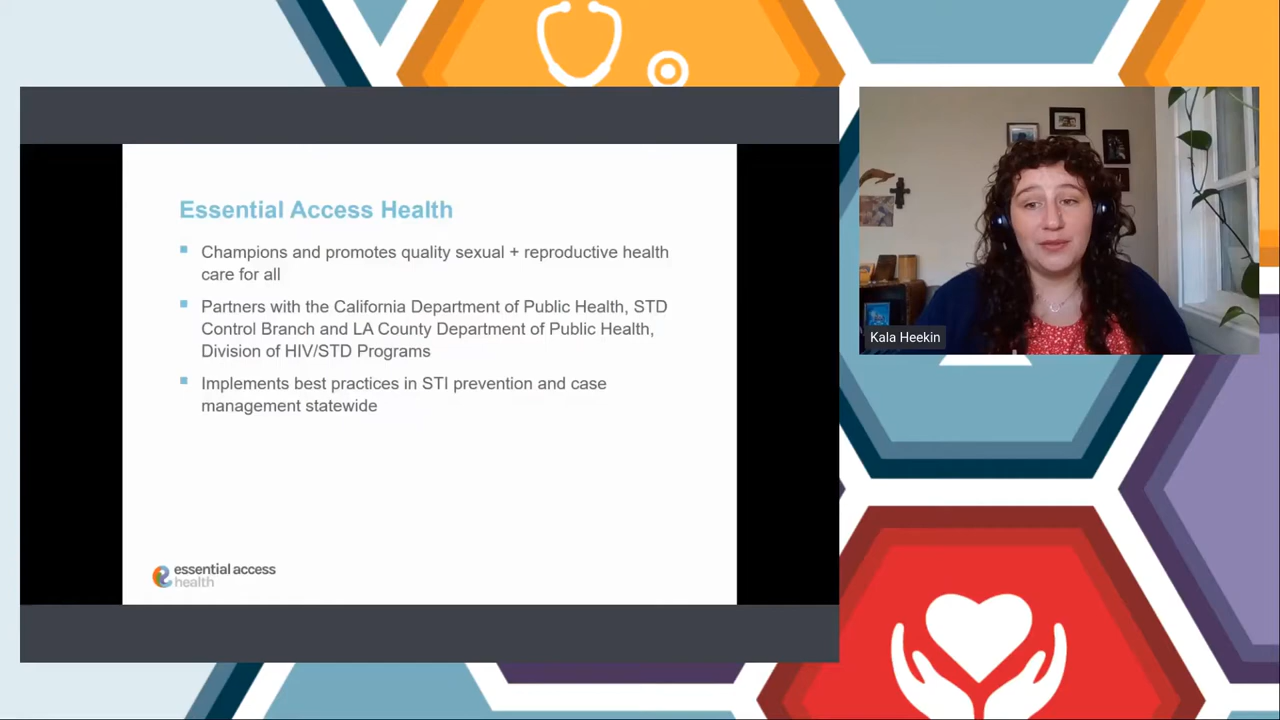 Essential Access Health
Champions and promotes quality sexual + reproductive health
care for all
Partners with the California Department of Public Health, STD
Control Branch and LA County Department of Public Health,
Division of HIV/STD Programs
Implements best practices in STI prevention and case
management statewide
essential access
health
Kala Heekin